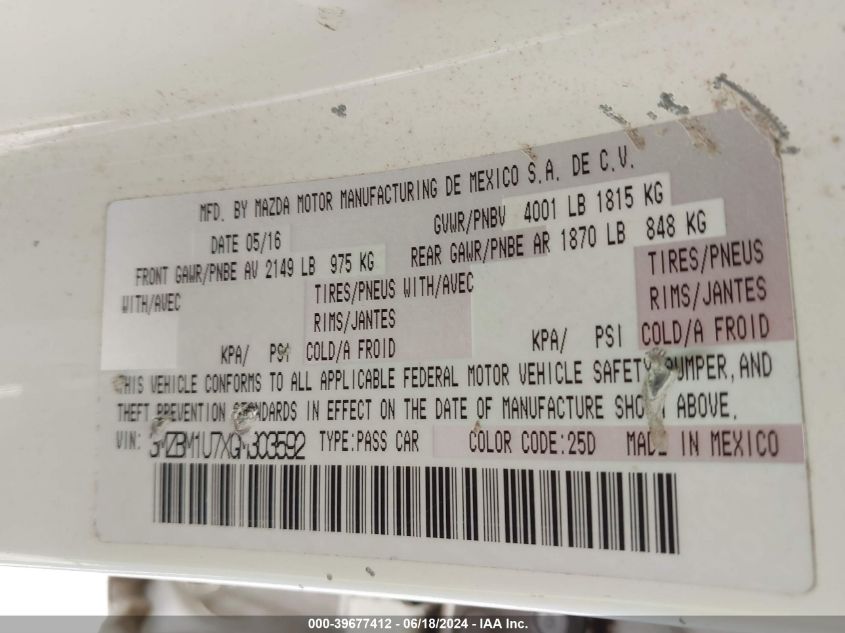 MFD. BY MAZDA MOTOR MANUFACTURING DE MEXICO S.A. DE C.V.
DATE 05/16 GVWR/PNBV 4001 LB 1815 KG
FRONT GAWR/PNBE AV 2149 LB 975 KG REAR GAWR/PNBE AR 1870 LB 848 KG
WITH/AVEC TIRES/PNEUS WITH/AVEC TIRES/PNEUS
RIMS/JANTES RIMS/JANTES
KPA/ PSI COLD/A FROID KPA/ PSI COLD/A FROID
THIS VEHICLE CONFORMS TO ALL APPLICABLE FEDERAL MOTOR VEHICLE SAFETY, BUMPER, AND
THEFT PREVENTION STANDARDS IN EFFECT ON THE DATE OF MANUFACTURE SHOWN ABOVE.
VIN: 3MZBM1U7XGM303592 TYPE:PASS CAR COLOR CODE:25D MADE IN MEXICO
000-39677412 - 06/18/2024 - IAA Inc.